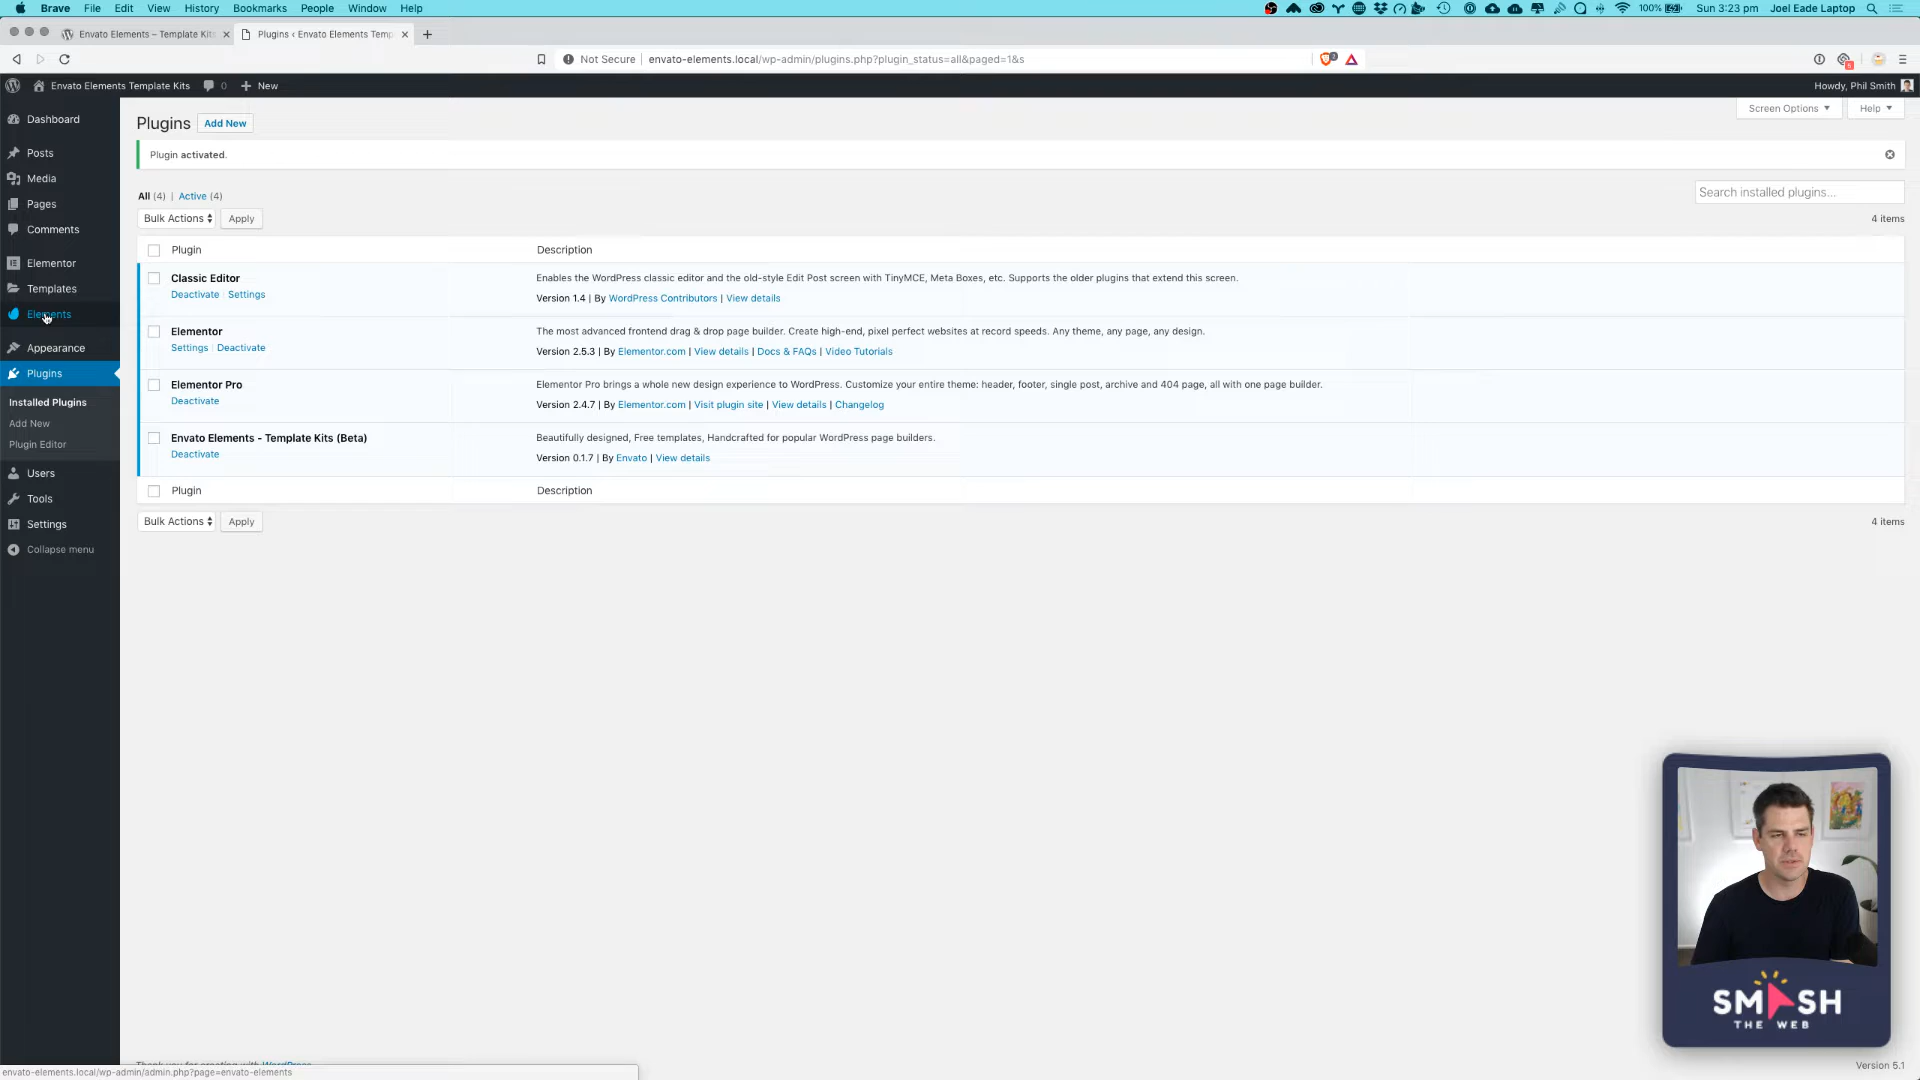 Brave File Edit View History Bookmarks People Window Help
100% Sun 3:23 pm Joel Eade Laptop
Envato Elements – Template Kits
Plugins ‹ Envato Elements Temp
Not Secure envato-elements.local/wp-admin/plugins.php?plugin_status=all&paged=1&s
Envato Elements Template Kits 0 New
Howdy, Phil Smith
Screen Options
Help
Dashboard
Posts
Media
Pages
Comments
Elementor
Templates
Elements
Appearance
Plugins
Installed Plugins
Add New
Plugin Editor
Users
Tools
Settings
Collapse menu
Plugins Add New
Plugin activated.
All (4) | Active (4)
Search installed plugins...
Bulk Actions Apply
4 items
Plugin Description
Classic Editor
Deactivate | Settings
Enables the WordPress classic editor and the old-style Edit Post screen with TinyMCE, Meta Boxes, etc. Supports the older plugins that extend this screen.
Version 1.4 | By WordPress Contributors | View details
Elementor
Settings | Deactivate
The most advanced frontend drag & drop page builder. Create high-end, pixel perfect websites at record speeds. Any theme, any page, any design.
Version 2.5.3 | By Elementor.com | View details | Docs & FAQs | Video Tutorials
Elementor Pro
Deactivate
Elementor Pro brings a whole new design experience to WordPress. Customize your entire theme: header, footer, single post, archive and 404 page, all with one page builder.
Version 2.4.7 | By Elementor.com | Visit plugin site | View details | Changelog
Envato Elements - Template Kits (Beta)
Deactivate
Beautifully designed, Free templates, Handcrafted for popular WordPress page builders.
Version 0.1.7 | By Envato | View details
Plugin Description
Bulk Actions Apply
4 items
SMASH
THE WEB
Thank you for creating with WordPress
Version 5.1
envato-elements.local/wp-admin/admin.php?page=envato-elements